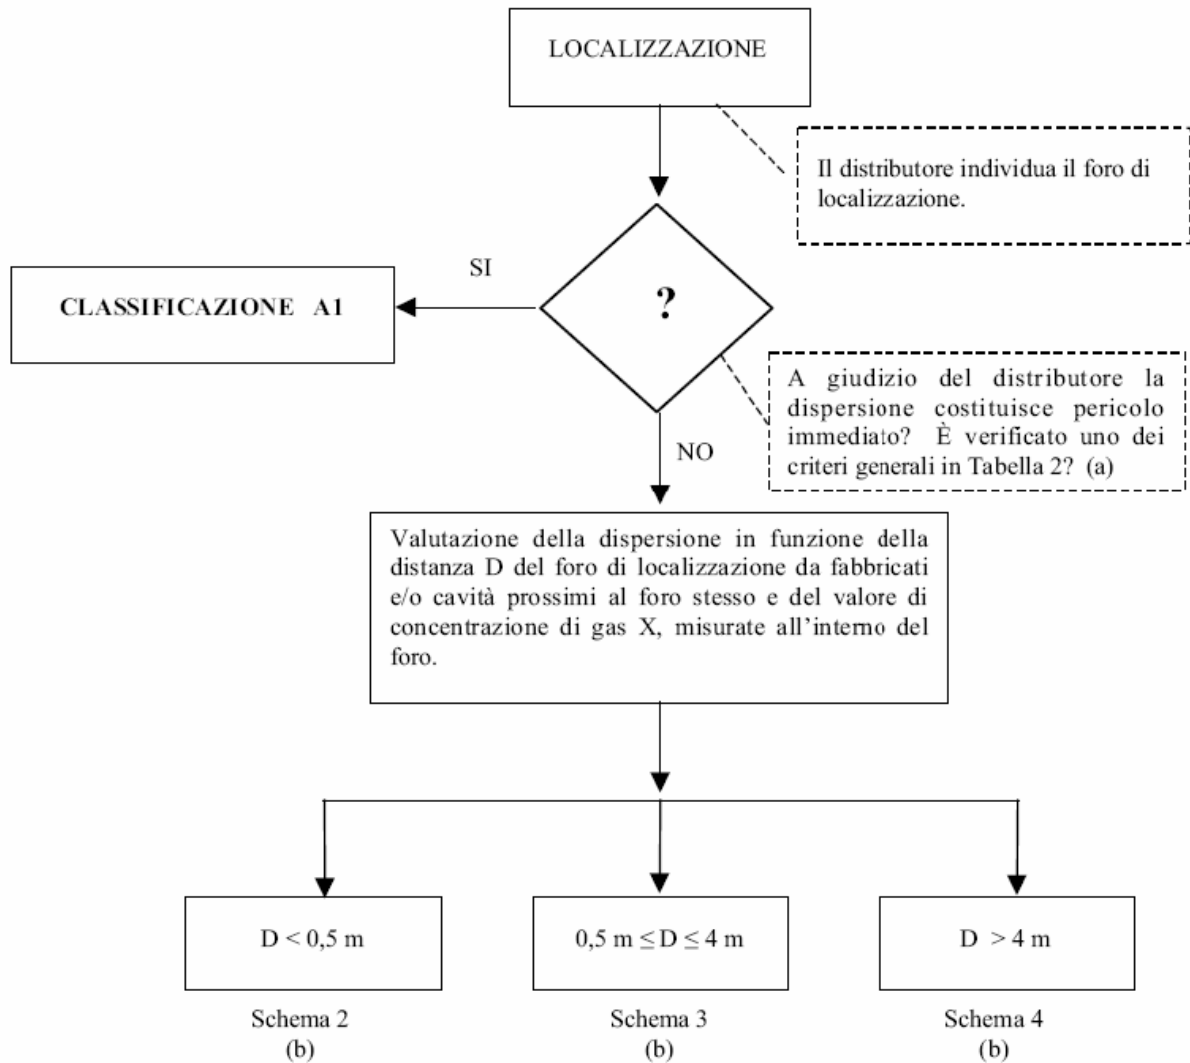 LOCALIZZAZIONE
Il distributore individua il foro di
localizzazione.
SI
CLASSIFICAZIONE A1
?
A giudizio del distributore la
dispersione costituisce pericolo
immediato? È verificato uno dei
criteri generali in Tabella 2? (a)
NO
Valutazione della dispersione in funzione della
distanza D del foro di localizzazione da fabbricati
e/o cavità prossimi al foro stesso e del valore di
concentrazione di gas X, misurate all'interno del
foro.
D < 0,5 m
0,5 m ≤ D ≤ 4 m
D > 4 m
Schema 2
(b)
Schema 3
(b)
Schema 4
(b)